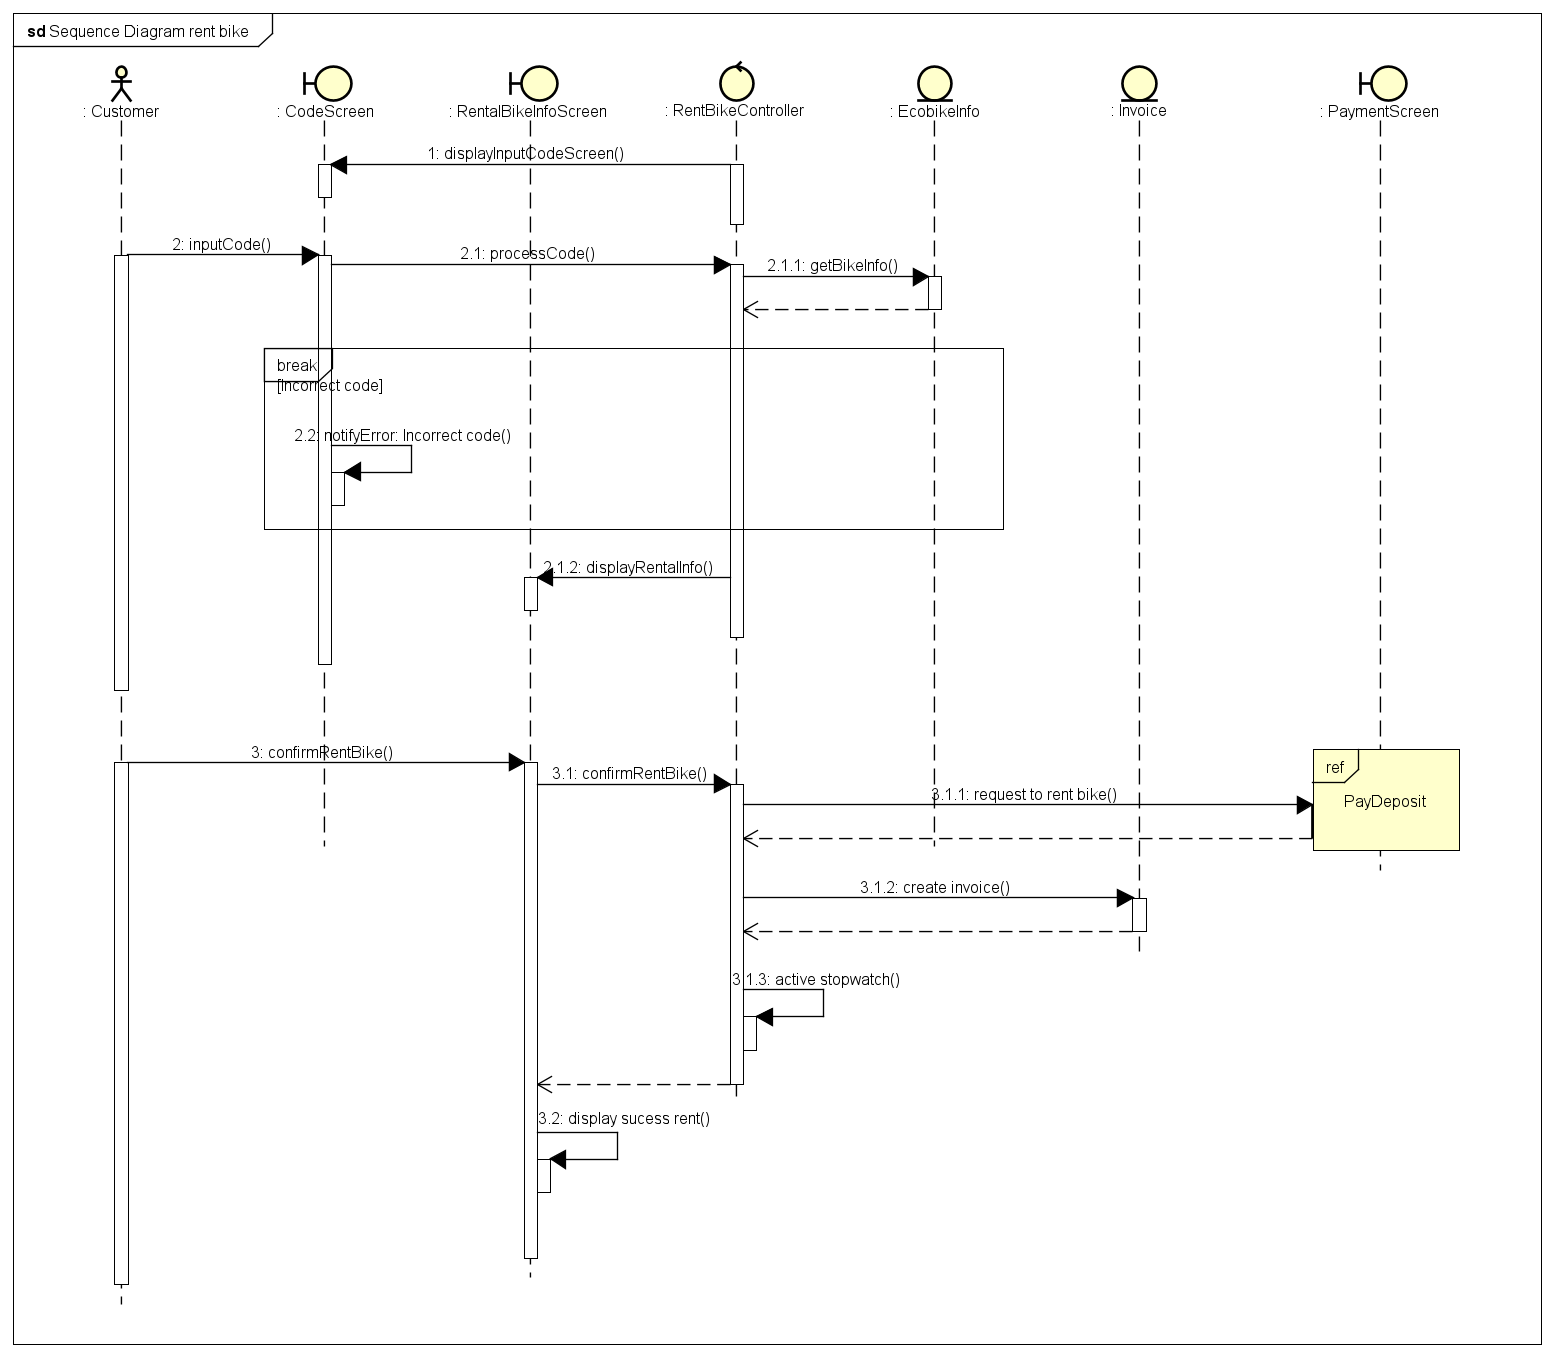 sd Sequence Diagram rent bike
: Customer
: CodeScreen
: RentalBikeInfoScreen
: RentBikeController
: EcobikeInfo
: Invoice
: PaymentScreen
1: displayInputCodeScreen()
2: inputCode()
2.1: processCode()
2.1.1: getBikeInfo()
break
[Incorrect code]
2.2: notifyError: Incorrect code()
2.1.2: displayRentalInfo()
3: confirmRentBike()
3.1: confirmRentBike()
ref
PayDeposit
3.1.1: request to rent bike()
3.1.2: create invoice()
3.1.3: active stopwatch()
3.2: display sucess rent()